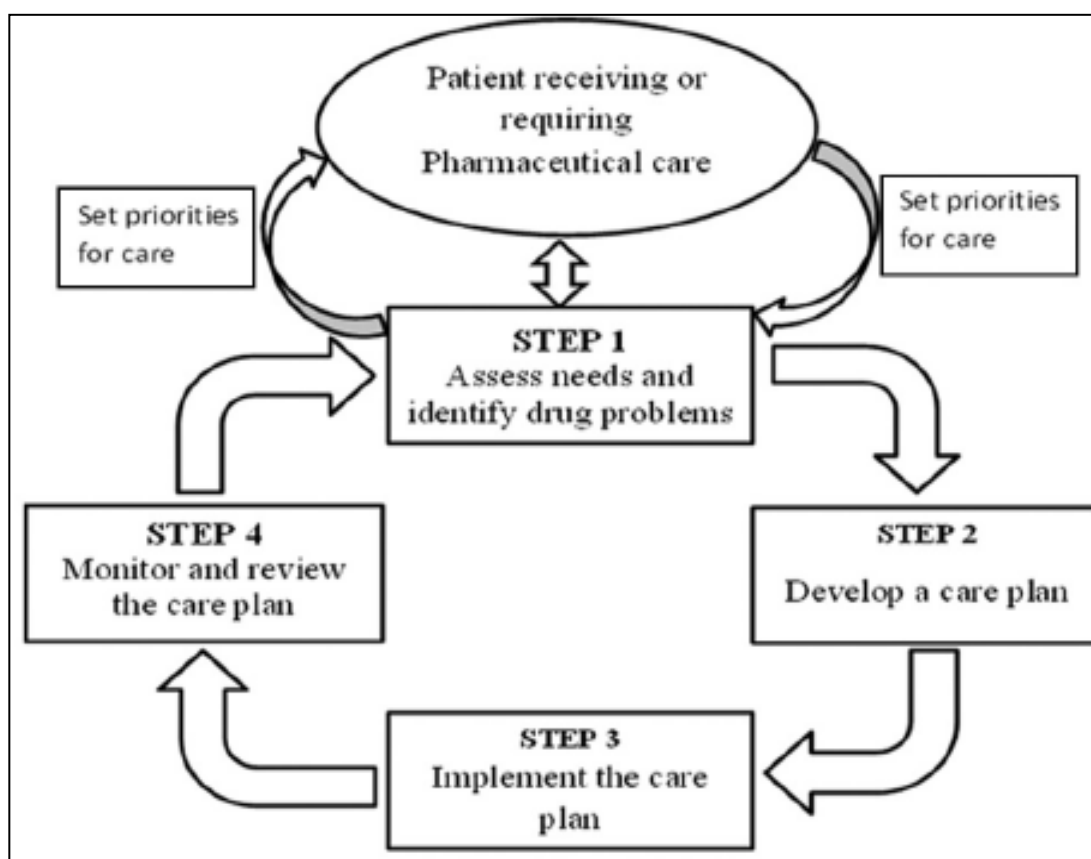 Patient receiving or
requiring
Pharmaceutical care
Set priorities
for care
Set priorities
for care
STEP 1
Assess needs and
identify drug problems
STEP 4
Monitor and review
the care plan
STEP 2
Develop a care plan
STEP 3
Implement the care
plan